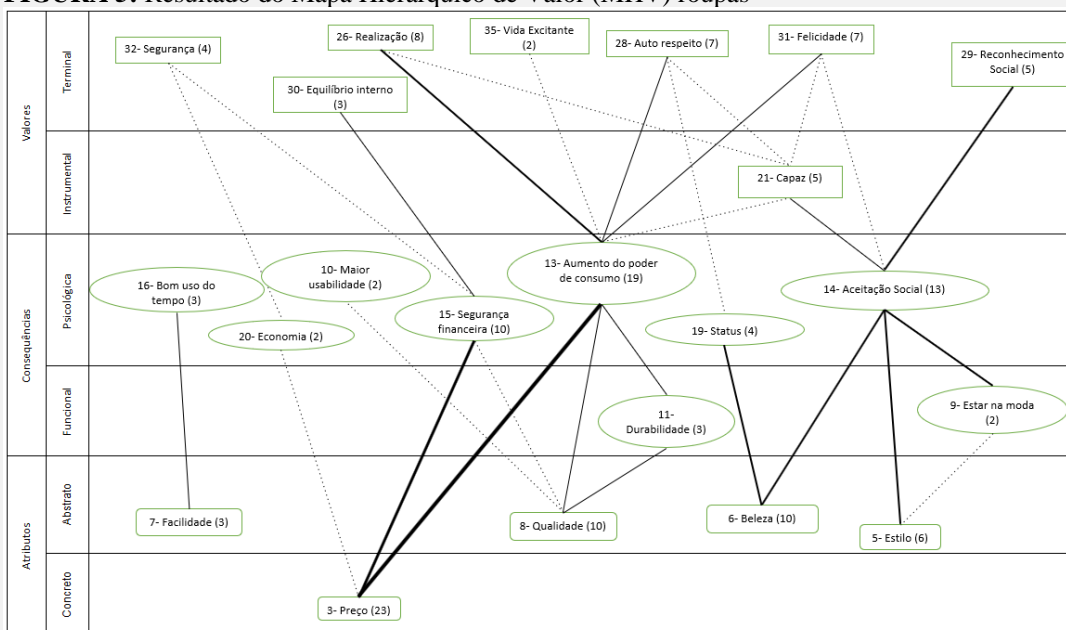 FIGURA 3: Resultado do Mapa Hierárquico de Valor (MHV) roupas
Valores
Terminal
32- Segurança (4)
26- Realização (8)
35- Vida Excitante
(2)
28- Auto respeito (7)
31- Felicidade (7)
29- Reconhecimento
Social (5)
30- Equilíbrio interno
(3)
Instrumental
21- Capaz (5)
Consequências
Psicológica
16- Bom uso do
tempo (3)
10- Maior
usabilidade (2)
13- Aumento do poder
de consumo (19)
14- Aceitação Social (13)
20- Economia (2)
15- Segurança
financeira (10)
19- Status (4)
Funcional
11-
Durabilidade (3)
9- Estar na moda
(2)
Atributos
Abstrato
7- Facilidade (3)
8- Qualidade (10)
6- Beleza (10)
5- Estilo (6)
Concreto
3- Preço (23)